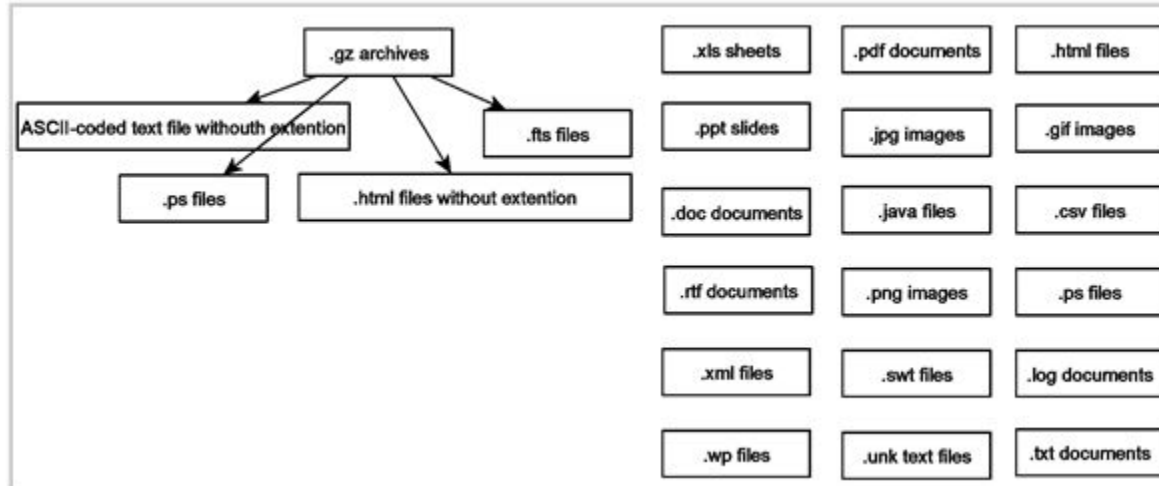 .gz archives
ASCII-coded text file withouth extention
.fts files
.ps files
.html files without extention
.xls sheets
.pdf documents
.html files
.ppt slides
.jpg images
.gif images
.doc documents
.java files
.csv files
.rtf documents
.png images
.ps files
.xml files
.swt files
.log documents
.wp files
.unk text files
.txt documents